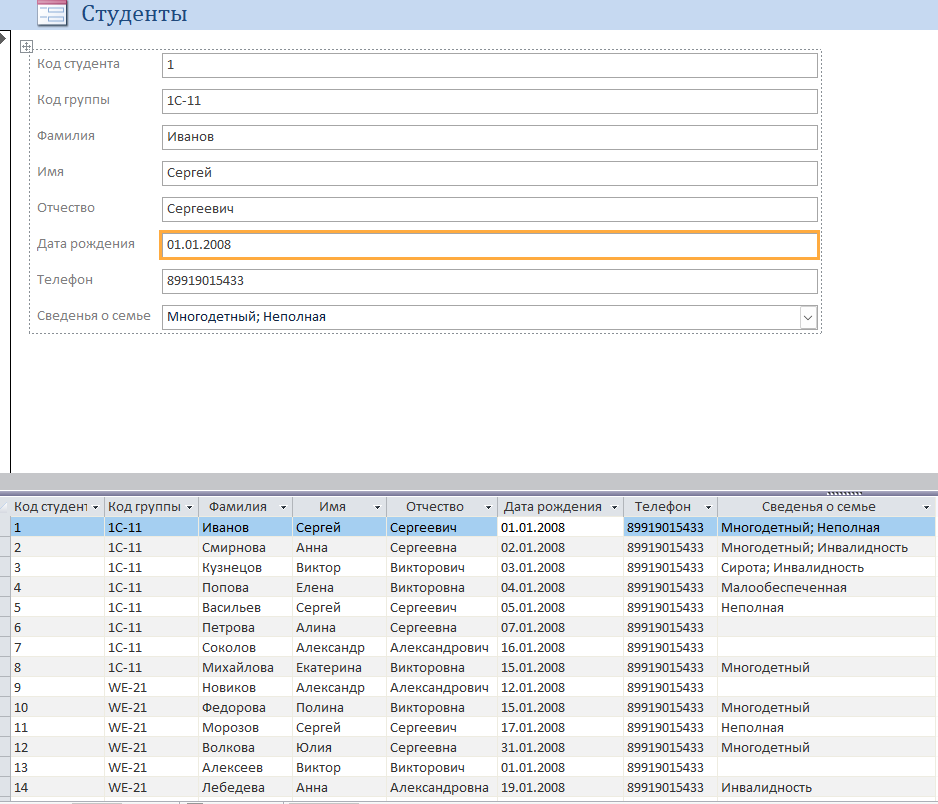 Студенты
Код студента 1
Код группы 1С-11
Фамилия Иванов
Имя Сергей
Отчество Сергеевич
Дата рождения 01.01.2008
Телефон 89919015433
Сведенья о семье Многодетный; Неполная
Код студент Код группы Фамилия Имя Отчество Дата рождения Телефон Сведенья о семье
1 1С-11 Иванов Сергей Сергеевич 01.01.2008 89919015433 Многодетный; Неполная
2 1С-11 Смирнова Анна Сергеевна 02.01.2008 89919015433 Многодетный; Инвалидность
3 1С-11 Кузнецов Виктор Викторович 03.01.2008 89919015433 Сирота; Инвалидность
4 1С-11 Попова Елена Викторовна 04.01.2008 89919015433 Малообеспеченная
5 1С-11 Васильев Сергей Сергеевич 05.01.2008 89919015433 Неполная
6 1С-11 Петрова Алина Сергеевна 07.01.2008 89919015433
7 1С-11 Соколов Александр Александрович 16.01.2008 89919015433
8 1С-11 Михайлова Екатерина Викторовна 15.01.2008 89919015433 Многодетный
9 WE-21 Новиков Александр Александрович 12.01.2008 89919015433
10 WE-21 Федорова Полина Викторовна 15.01.2008 89919015433 Многодетный
11 WE-21 Морозов Сергей Сергеевич 17.01.2008 89919015433 Неполная
12 WE-21 Волкова Юлия Сергеевна 31.01.2008 89919015433 Многодетный
13 WE-21 Алексеев Виктор Викторович 01.01.2008 89919015433
14 WE-21 Лебедева Анна Александровна 19.01.2008 89919015433 Инвалидность